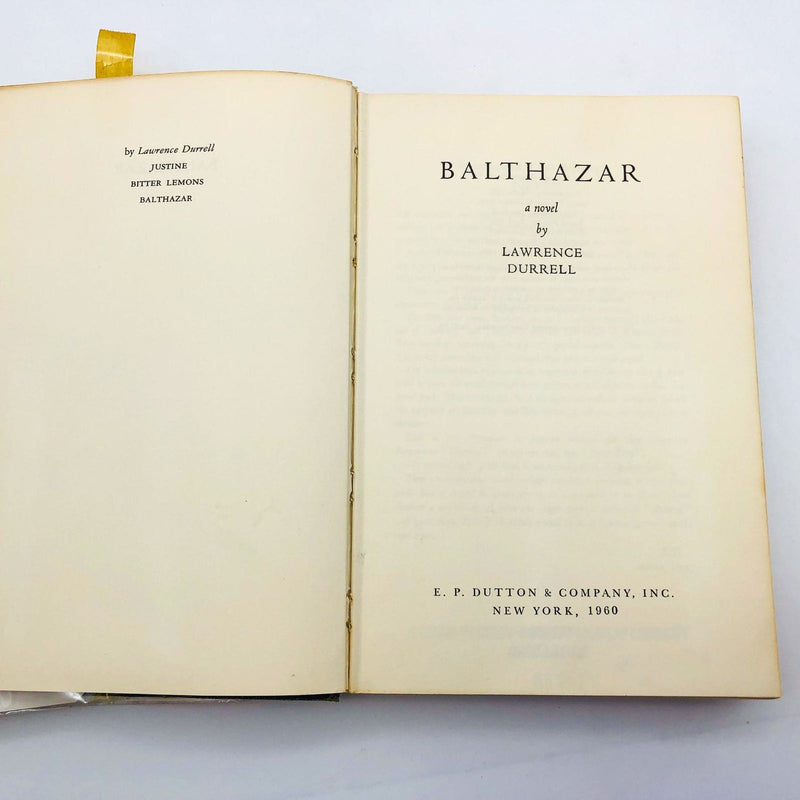 by Lawrence Durrell
JUSTINE
BITTER LEMONS
BALTHAZAR
BALTHAZAR
a novel
by
LAWRENCE
DURRELL
E. P. DUTTON & COMPANY, INC.
NEW YORK, 1960